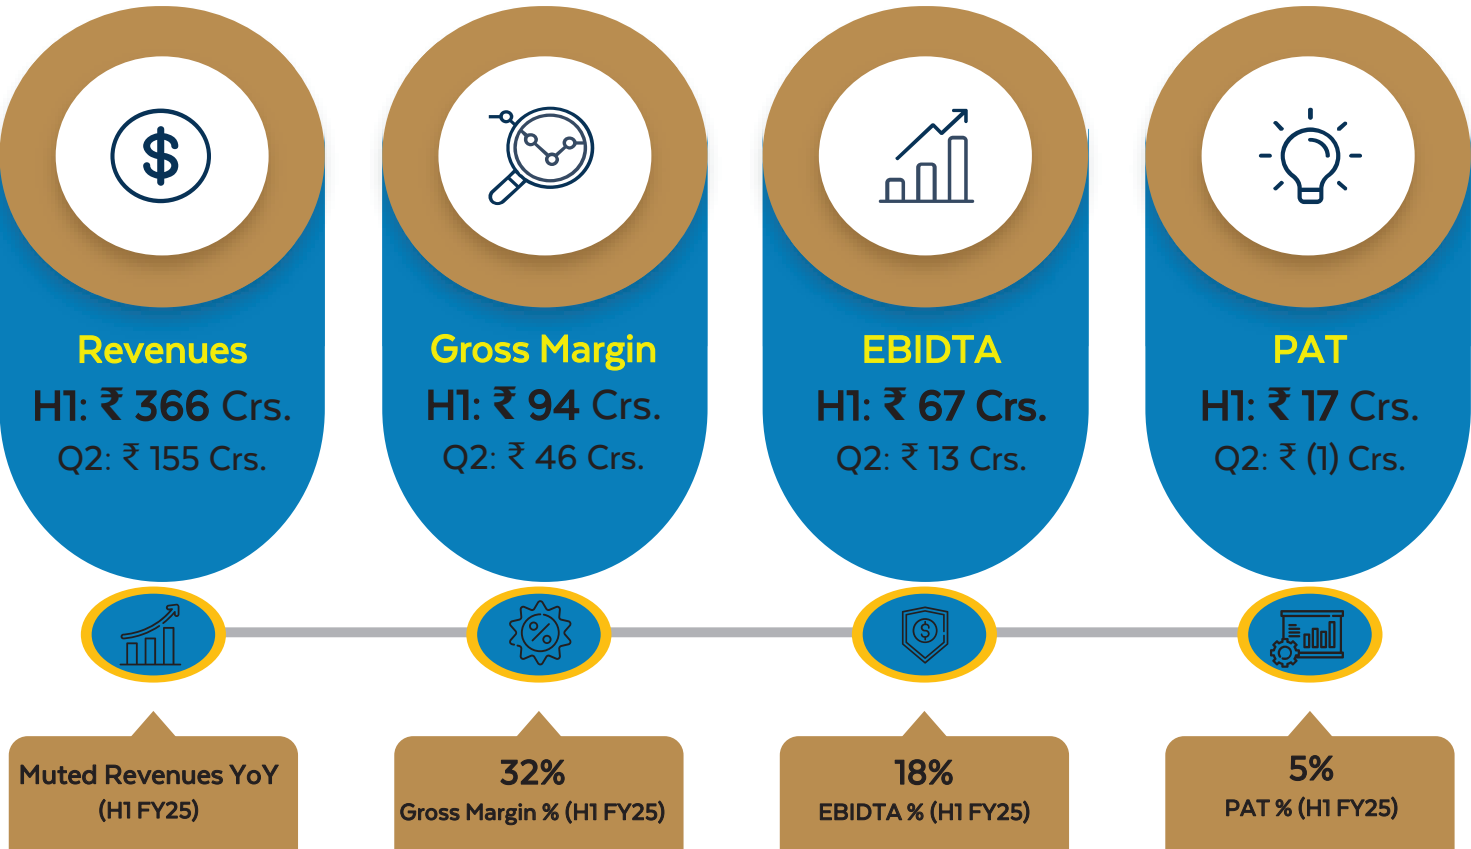 Revenues
H1: ₹ 366 Crs.
Q2: ₹ 155 Crs.
Gross Margin
H1: ₹ 94 Crs.
Q2: ₹ 46 Crs.
EBIDTA
H1: ₹ 67 Crs.
Q2: ₹ 13 Crs.
PAT
H1: ₹ 17 Crs.
Q2: ₹ (1) Crs.
Muted Revenues YoY
(H1 FY25)
32%
Gross Margin % (H1 FY25)
18%
EBIDTA % (H1 FY25)
5%
PAT % (H1 FY25)